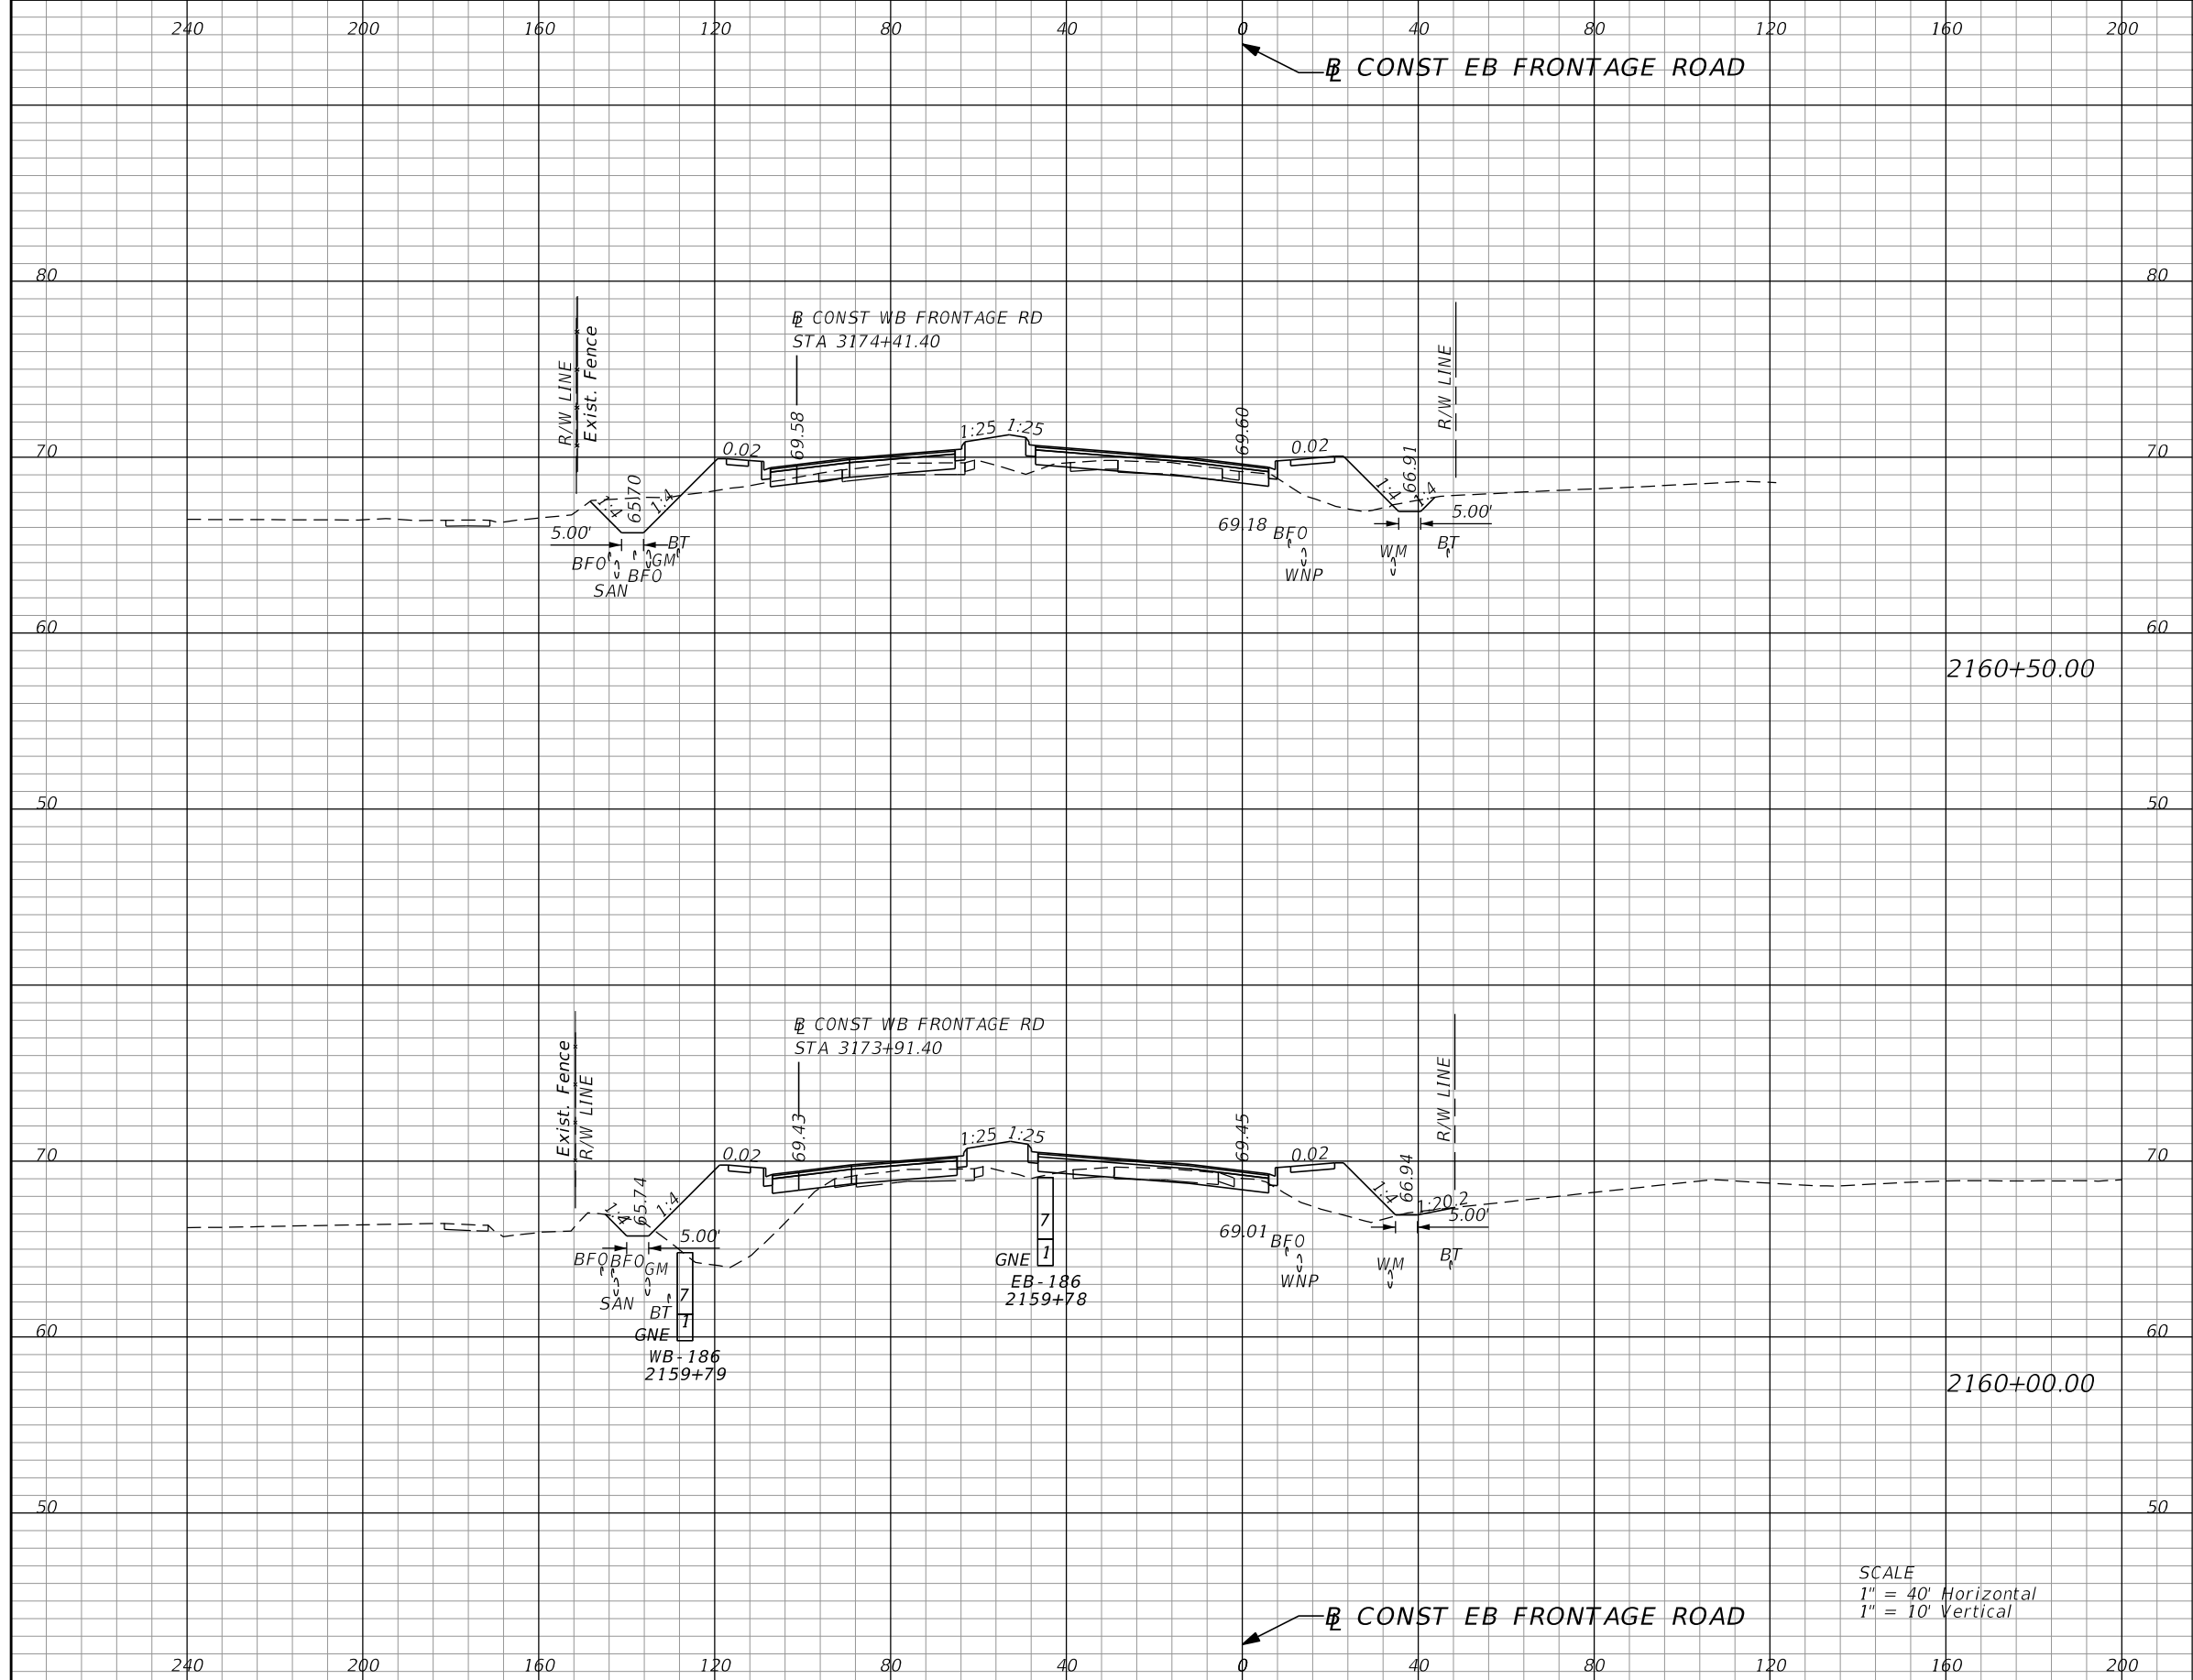 240 200 160 120 80 40 0 40 80 120 160 200
BL CONST EB FRONTAGE ROAD
80 80
BL CONST WB FRONTAGE RD
STA 3174+41.40
R/W LINE
Exist. Fence
R/W LINE
69.58
69.60
1:25 1:25
0.02
0.02
70 70
65.70
66.91
1:4
1:4
1:4
1:4
5.00'
5.00'
69.18
BFO
BT
BFO
GM
BFO
SAN
WNP
WM
BT
60 60
2160+50.00
50 50
BL CONST WB FRONTAGE RD
STA 3173+91.40
Exist. Fence
R/W LINE
R/W LINE
69.43
69.45
1:25 1:25
0.02
0.02
70 70
65.74
66.94
1:4
1:4
1:4
1:20.2
5.00'
5.00'
69.01
BFO
BFO
BFO
GM
SAN
BT
7
1
GNE
WB-186
2159+79
7
1
GNE
EB-186
2159+78
WNP
WM
BT
60 60
2160+00.00
50 50
SCALE
1" = 40' Horizontal
1" = 10' Vertical
BL CONST EB FRONTAGE ROAD
240 200 160 120 80 40 0 40 80 120 160 200